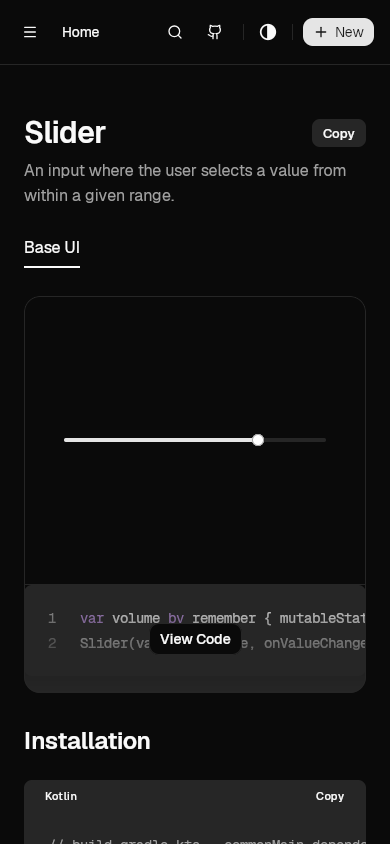 Home
New
Slider
Copy
An input where the user selects a value from
within a given range.
Base UI
1 var volume by remember { mutableStat
2 Slider(va e, onValueChange
View Code
Installation
Kotlin
Copy